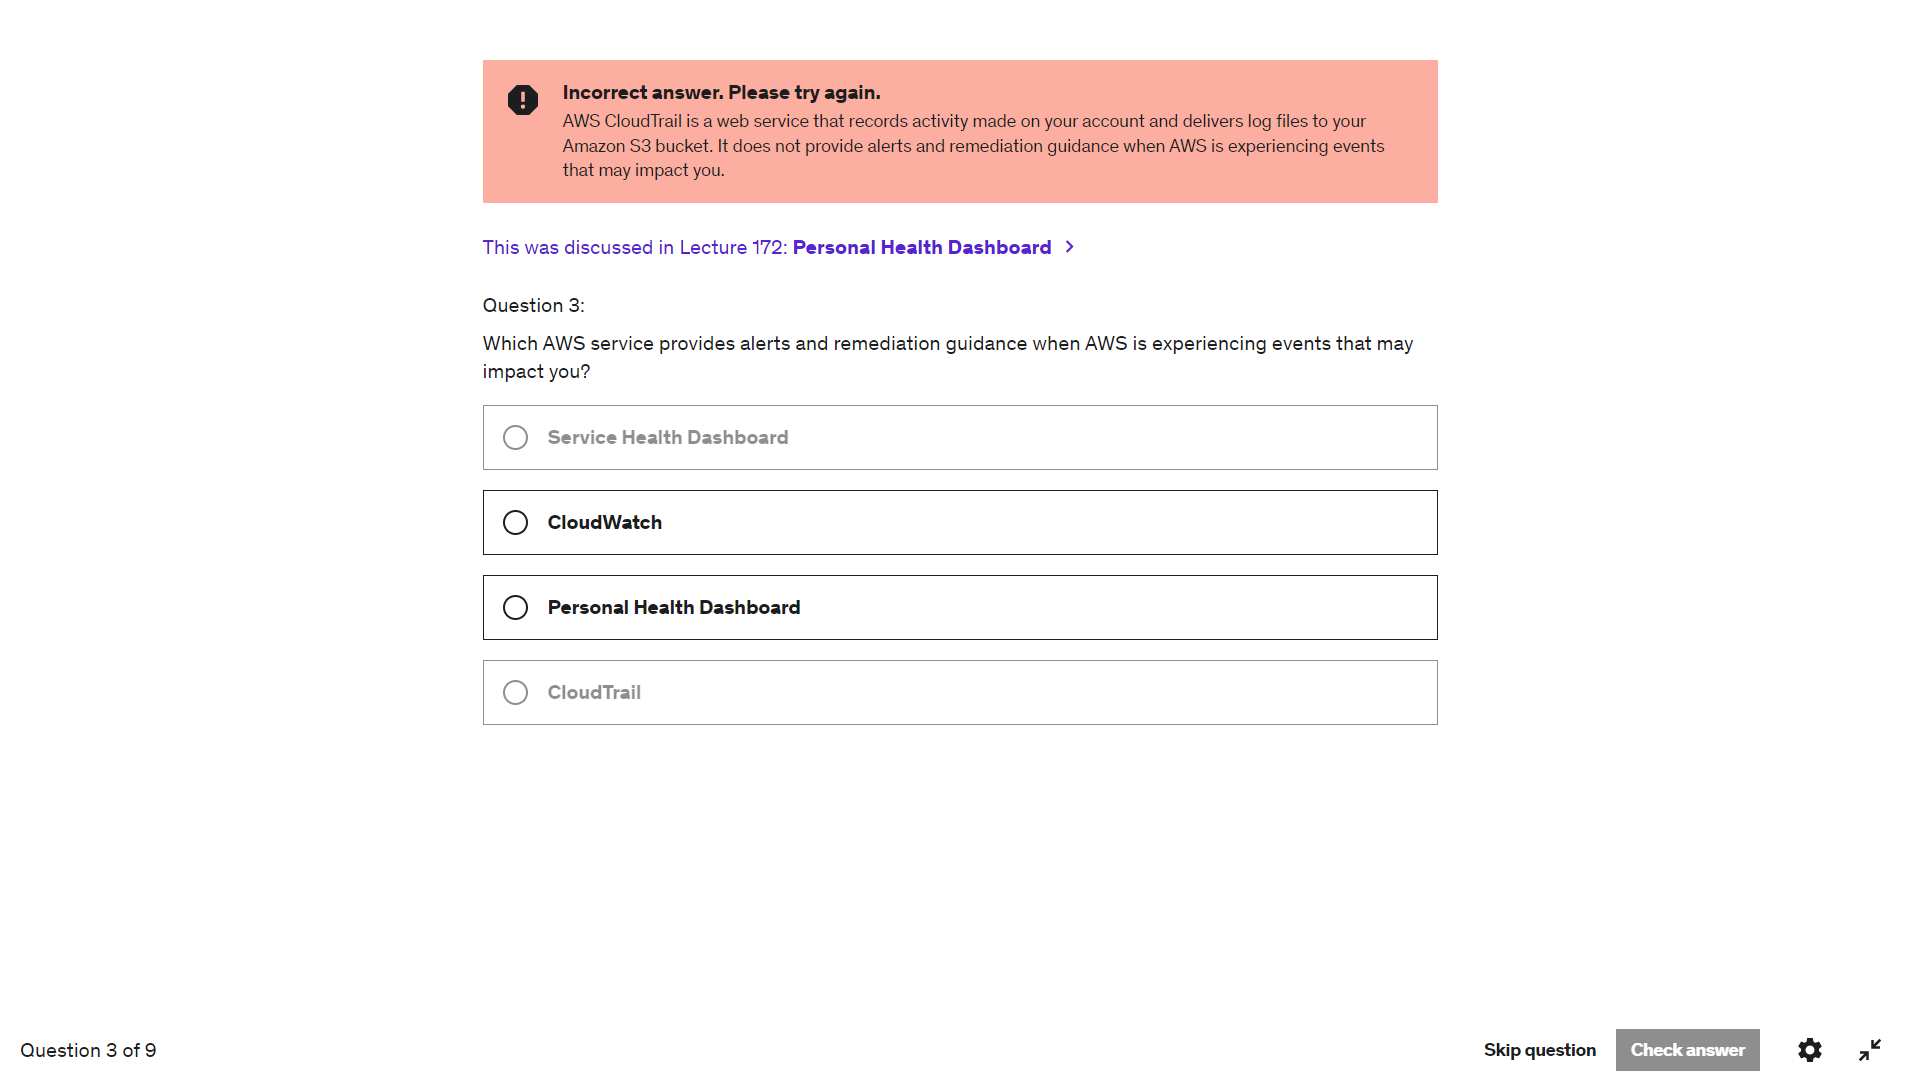 Incorrect answer. Please try again.
AWS CloudTrail is a web service that records activity made on your account and delivers log files to your
Amazon S3 bucket. It does not provide alerts and remediation guidance when AWS is experiencing events
that may impact you.
This was discussed in Lecture 172: Personal Health Dashboard
Question 3:
Which AWS service provides alerts and remediation guidance when AWS is experiencing events that may
impact you?
Service Health Dashboard
CloudWatch
Personal Health Dashboard
CloudTrail
Question 3 of 9
Skip question
Check answer